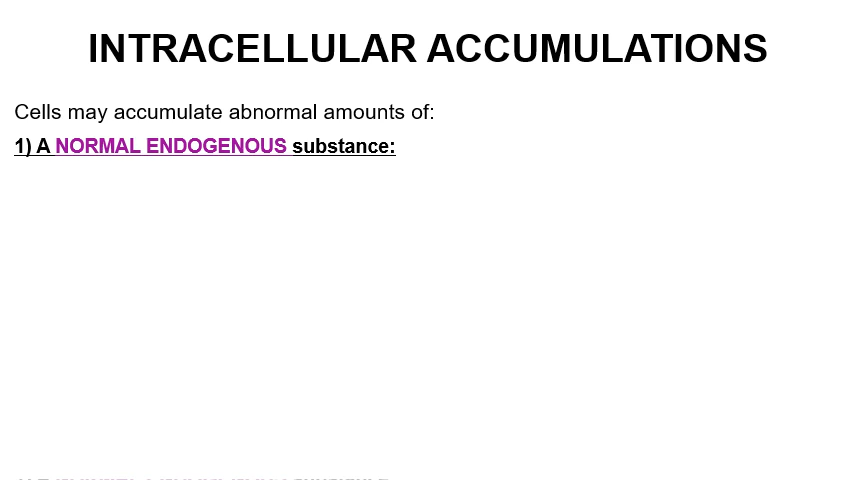 INTRACELLULAR ACCUMULATIONS
Cells may accumulate abnormal amounts of:
1) A NORMAL ENDOGENOUS substance: